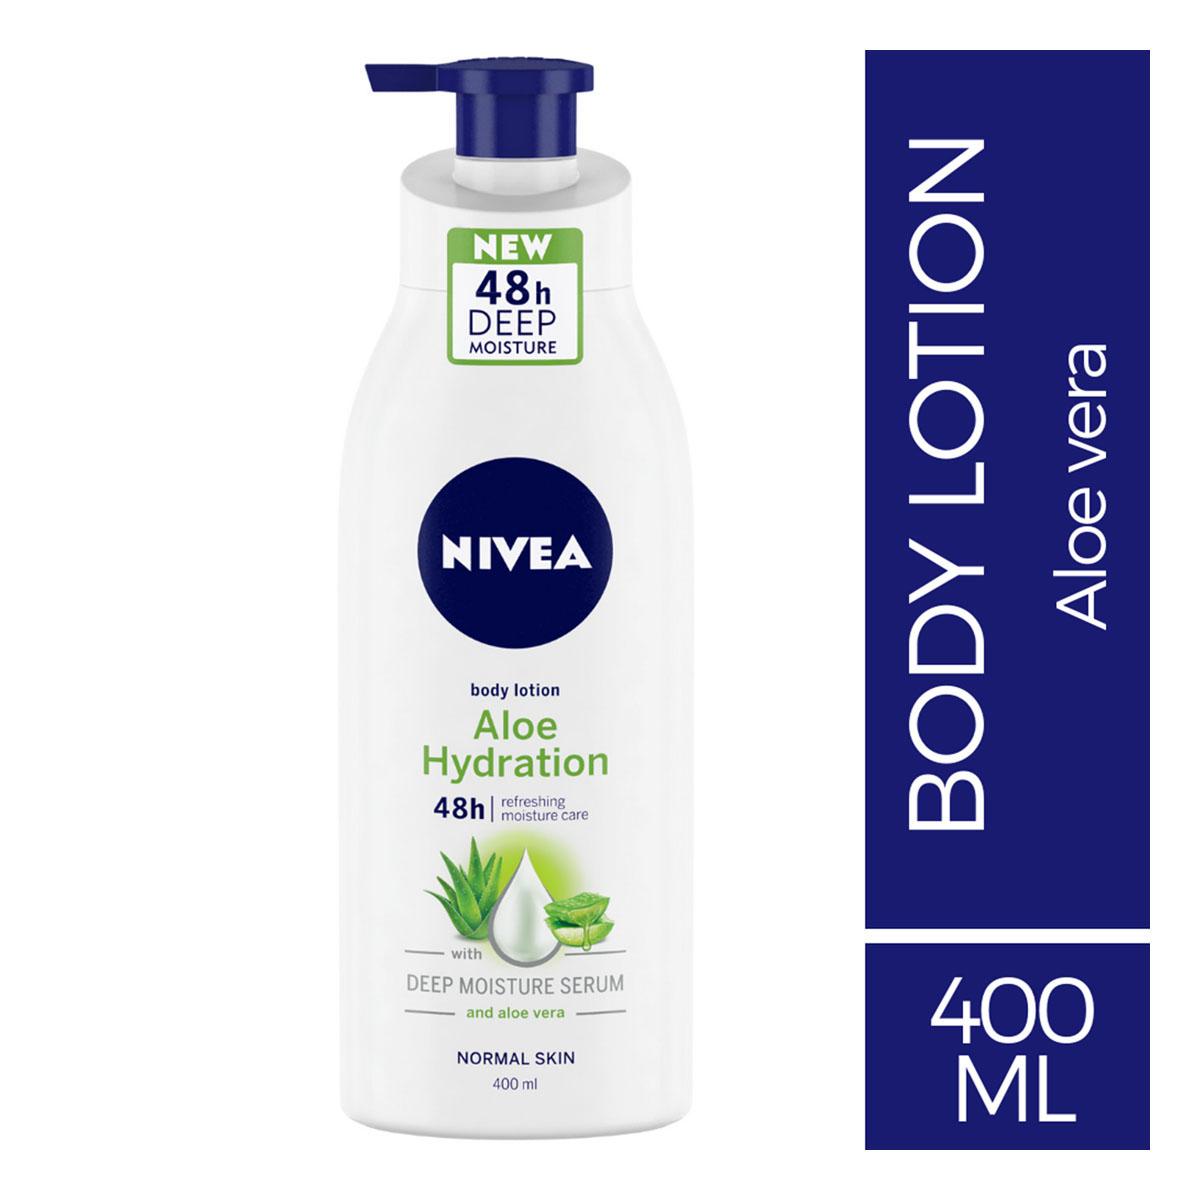 NEW
48h
DEEP
MOISTURE
NIVEA
body lotion
Aloe
Hydration
48h | refreshing
moisture care
with
DEEP MOISTURE SERUM
and aloe vera
NORMAL SKIN
400 ml
BODY LOTION
Aloe vera
400
ML